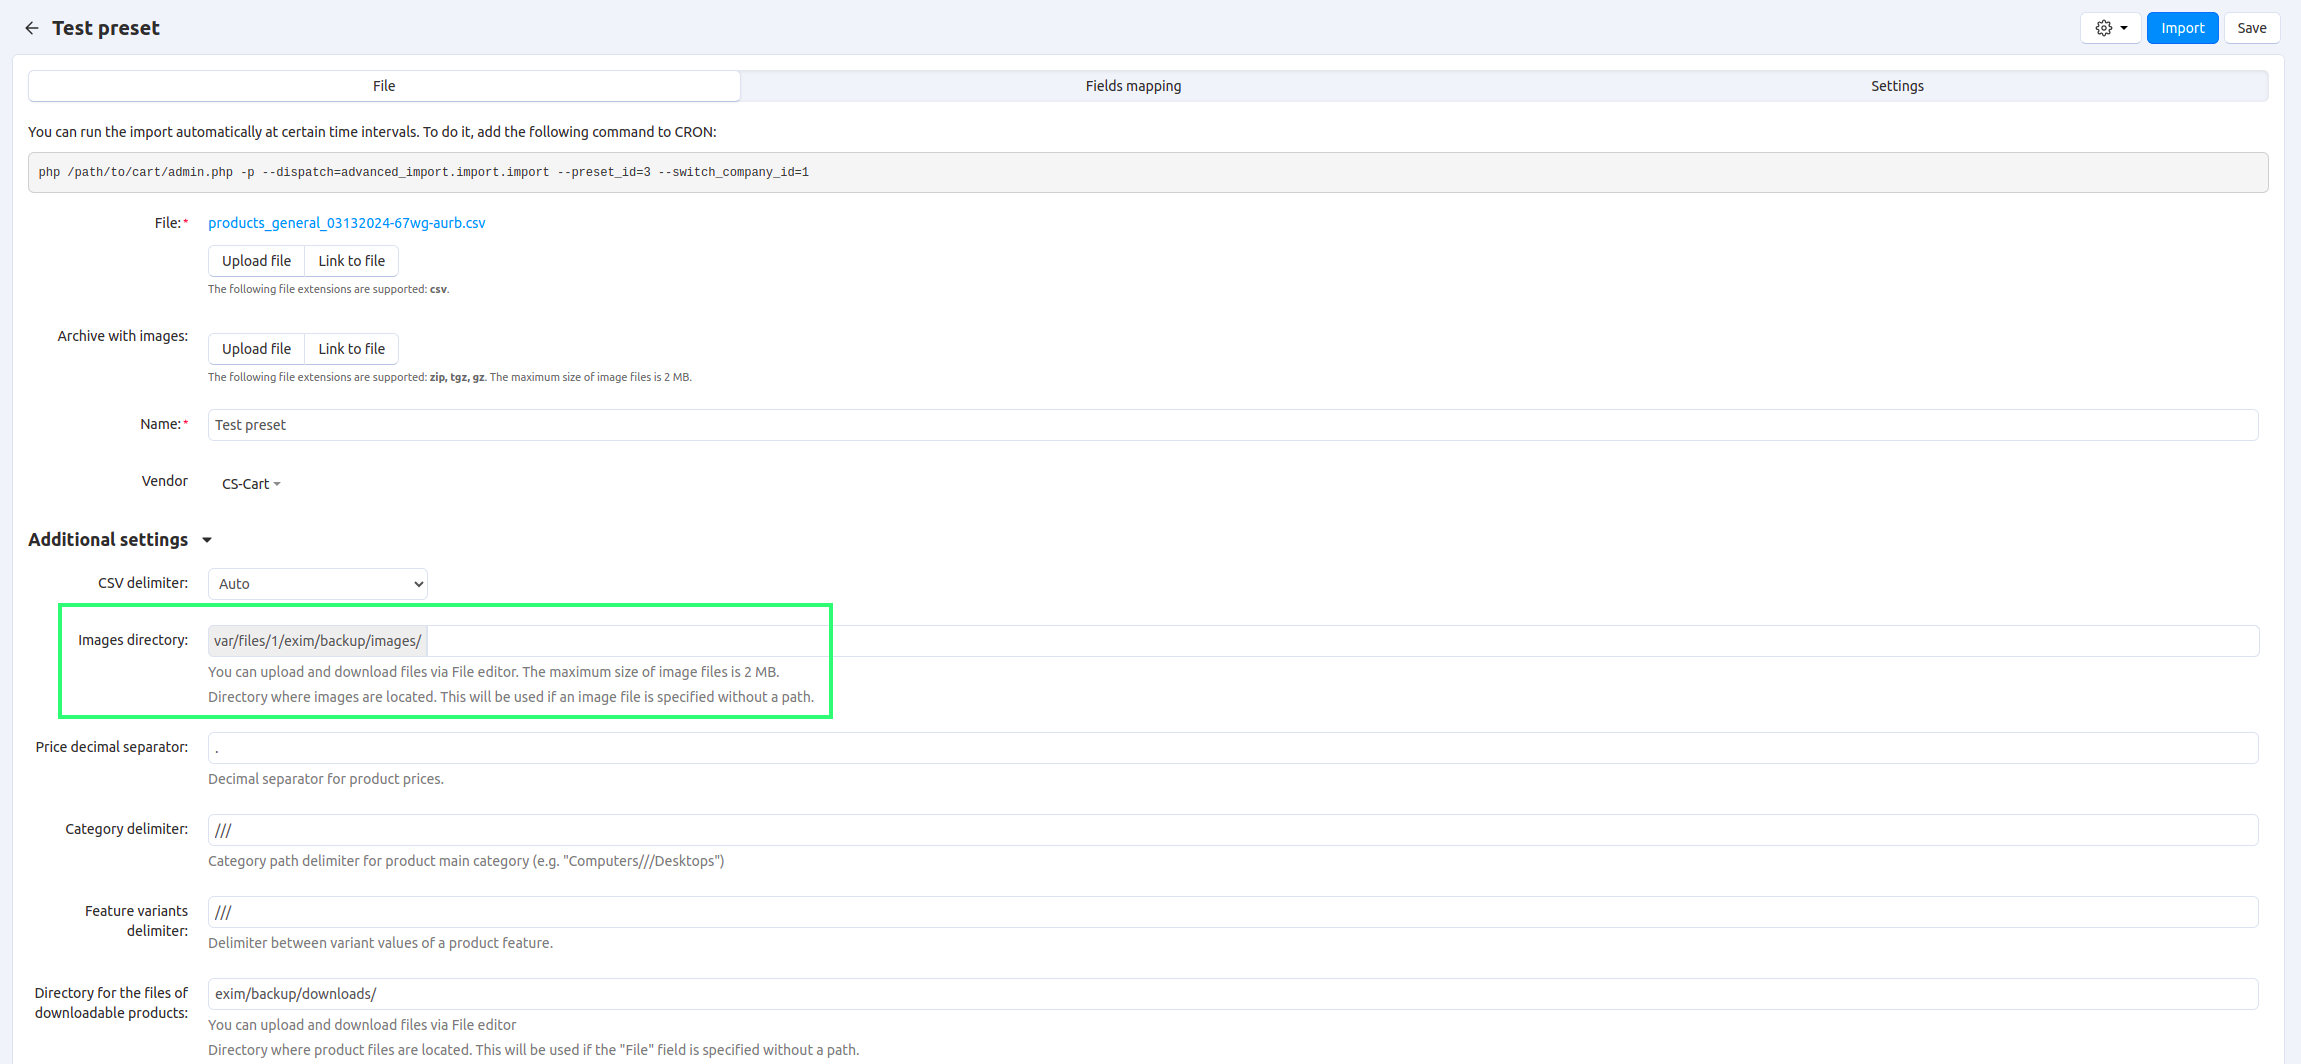 Test preset
Import
Save
File
Fields mapping
Settings
You can run the import automatically at certain time intervals. To do it, add the following command to CRON:
php /path/to/cart/admin.php -p --dispatch=advanced_import.import.import --preset_id=3 --switch_company_id=1
File:*
products_general_03132024-67wg-aurb.csv
Upload file
Link to file
The following file extensions are supported: csv.
Archive with images:
Upload file
Link to file
The following file extensions are supported: zip, tgz, gz. The maximum size of image files is 2 MB.
Name:*
Test preset
Vendor
CS-Cart
Additional settings
CSV delimiter:
Auto
Images directory:
var/files/1/exim/backup/images/
You can upload and download files via File editor. The maximum size of image files is 2 MB.
Directory where images are located. This will be used if an image file is specified without a path.
Price decimal separator:
.
Decimal separator for product prices.
Category delimiter:
///
Category path delimiter for product main category (e.g. "Computers///Desktops")
Feature variants
delimiter:
///
Delimiter between variant values of a product feature.
Directory for the files of
downloadable products:
exim/backup/downloads/
You can upload and download files via File editor
Directory where product files are located. This will be used if the "File" field is specified without a path.